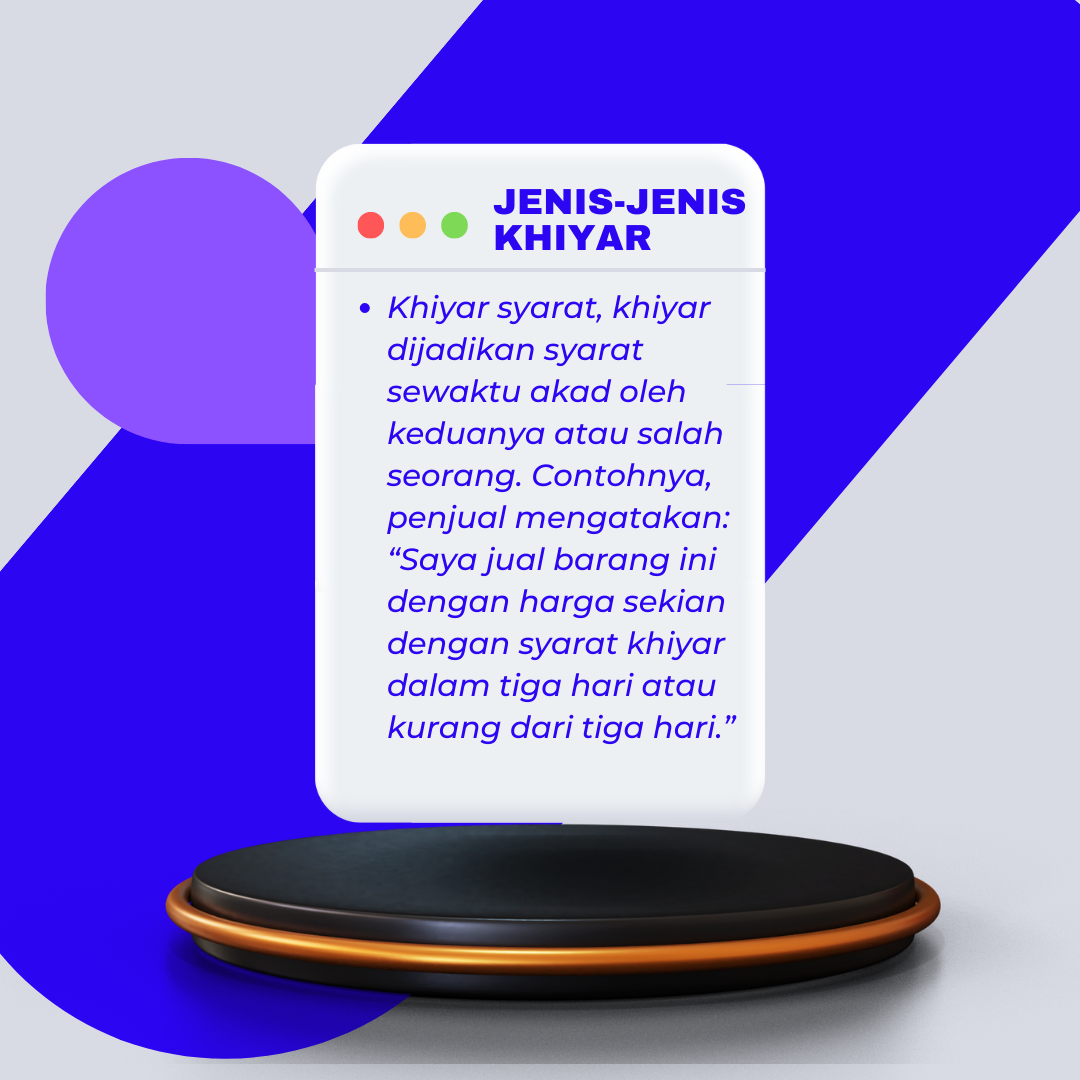 JENIS-JENIS
KHIYAR
• Khiyar syarat, khiyar
dijadikan syarat
sewaktu akad oleh
keduanya atau salah
seorang. Contohnya,
penjual mengatakan:
“Saya jual barang ini
dengan harga sekian
dengan syarat khiyar
dalam tiga hari atau
kurang dari tiga hari.”